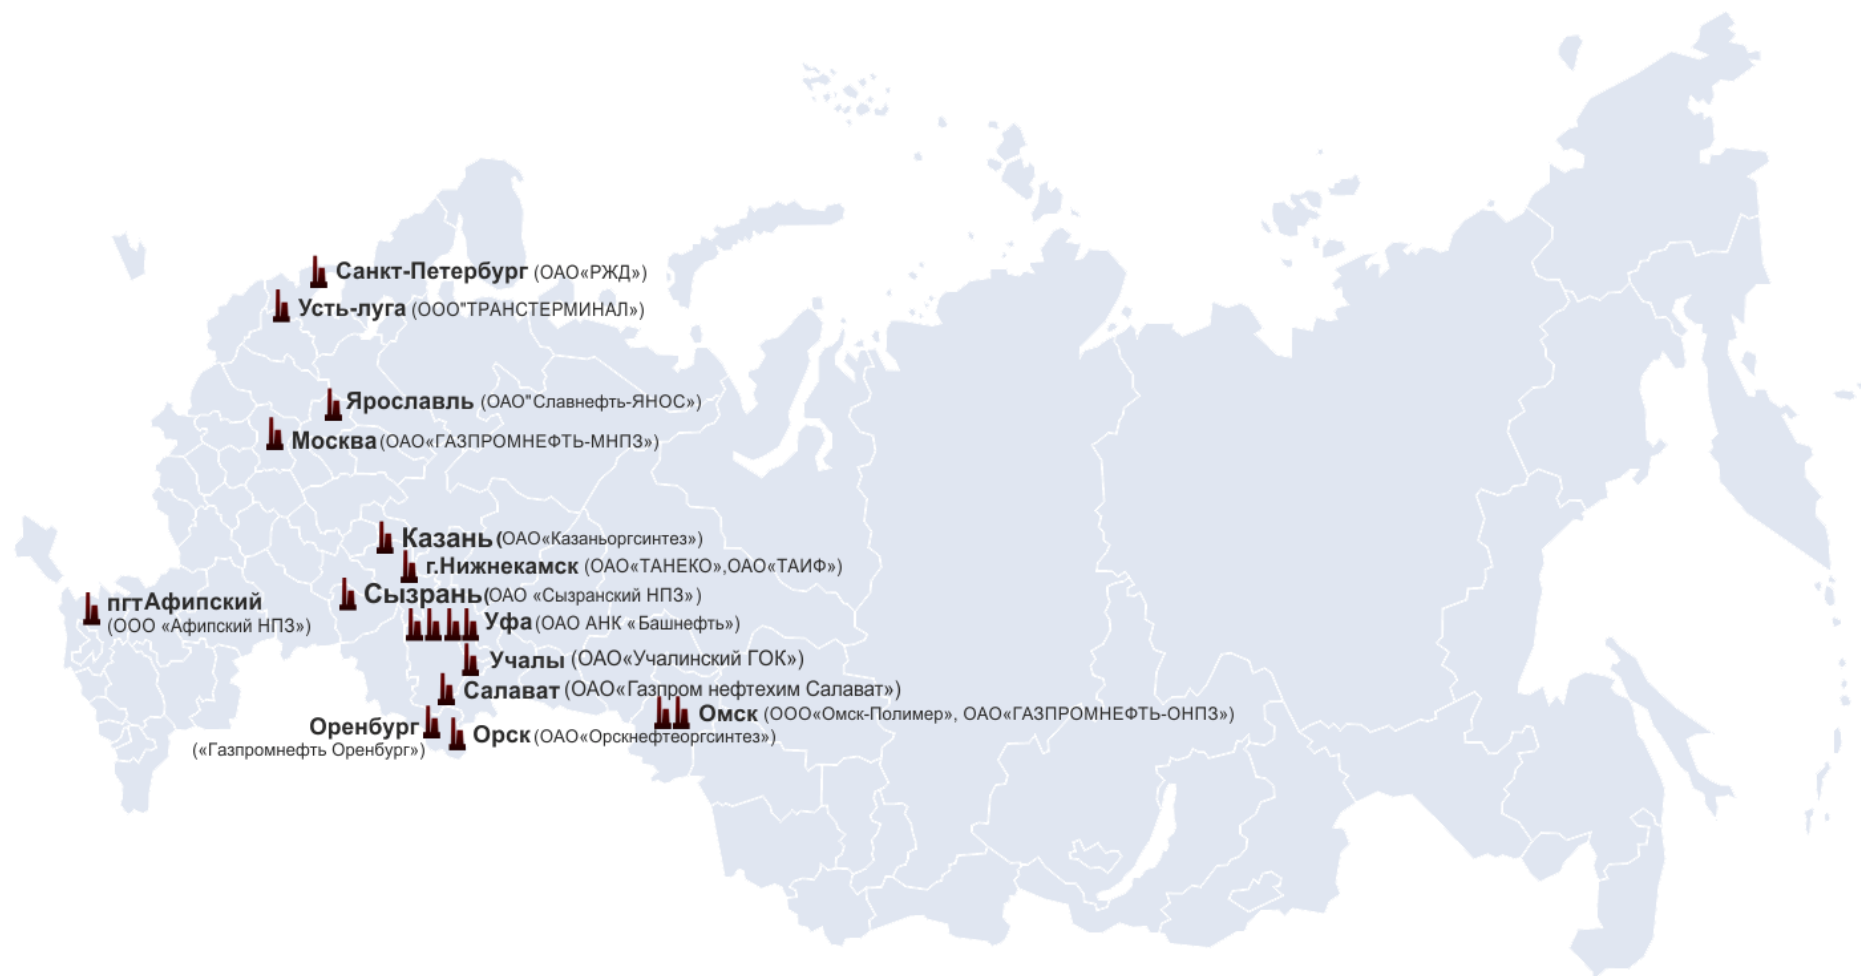 Санкт-Петербург (ОАО«РЖД»)
Усть-луга (ООО"ТРАНСТЕРМИНАЛ»)
Ярославль (ОАО"Славнефть-ЯНОС»)
Москва (ОАО«ГАЗПРОМНЕФТЬ-МНПЗ»)
Казань (ОАО«Казаньоргсинтез»)
г.Нижнекамск (ОАО«ТАНЕКО»,ОАО«ТАИФ»)
Сызрань (ОАО «Сызранский НПЗ»)
пгтАфипский
(ООО «Афипский НПЗ»)
Уфа (ОАО АНК «Башнефть»)
Учалы (ОАО«Учалинский ГОК»)
Салават (ОАО«Газпром нефтехим Салават»)
Омск (ООО«Омск-Полимер», ОАО«ГАЗПРОМНЕФТЬ-ОНПЗ»)
Оренбург
(«Газпромнефть Оренбург»)
Орск (ОАО«Орскнефтеоргсинтез»)